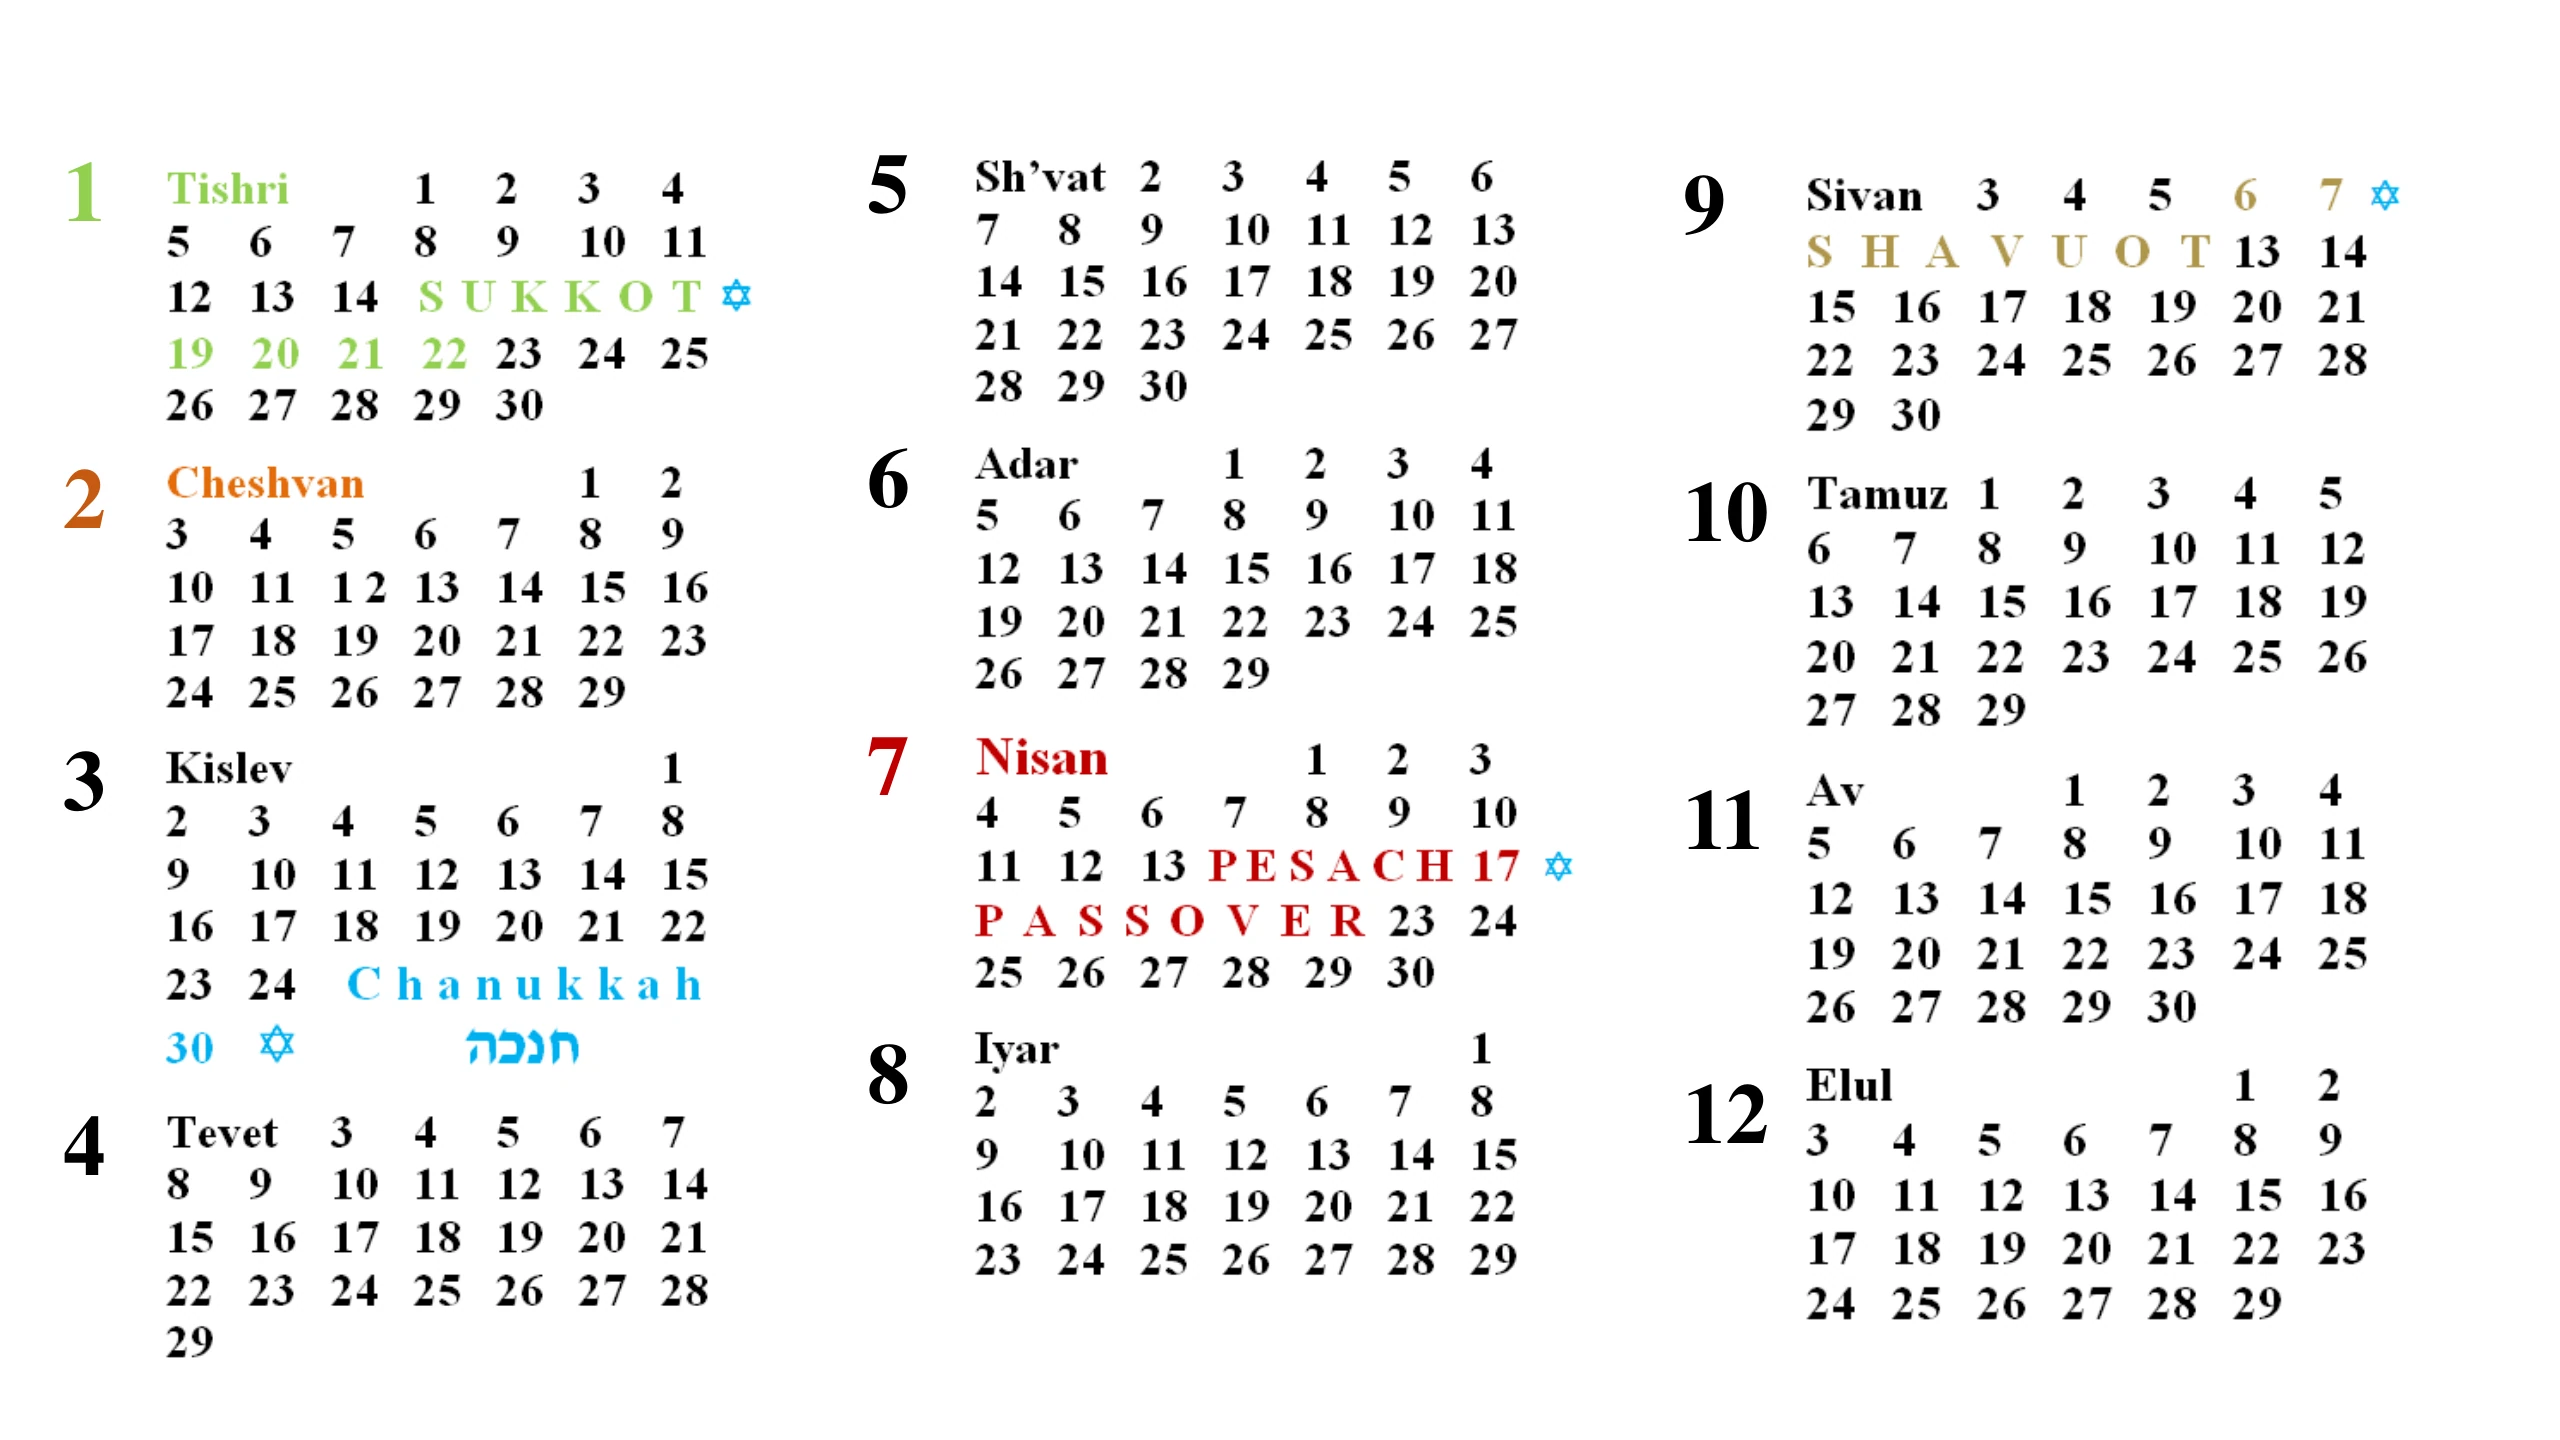 1 Tishri 1 2 3 4
5 6 7 8 9 10 11
12 13 14 S U K K O T ✡
19 20 21 22 23 24 25
26 27 28 29 30
2 Cheshvan 1 2
3 4 5 6 7 8 9
10 11 1 2 13 14 15 16
17 18 19 20 21 22 23
24 25 26 27 28 29
3 Kislev 1
2 3 4 5 6 7 8
9 10 11 12 13 14 15
16 17 18 19 20 21 22
23 24 C h a n u k k a h
30 ✡ חנכה
4 Tevet 3 4 5 6 7
8 9 10 11 12 13 14
15 16 17 18 19 20 21
22 23 24 25 26 27 28
29
5 Sh’vat 2 3 4 5 6
7 8 9 10 11 12 13
14 15 16 17 18 19 20
21 22 23 24 25 26 27
28 29 30
6 Adar 1 2 3 4
5 6 7 8 9 10 11
12 13 14 15 16 17 18
19 20 21 22 23 24 25
26 27 28 29
7 Nisan 1 2 3
4 5 6 7 8 9 10
11 12 13 P E S A C H 17 ✡
P A S S O V E R 23 24
25 26 27 28 29 30
8 Iyar 1
2 3 4 5 6 7 8
9 10 11 12 13 14 15
16 17 18 19 20 21 22
23 24 25 26 27 28 29
9 Sivan 3 4 5 6 7 ✡
S H A V U O T 13 14
15 16 17 18 19 20 21
22 23 24 25 26 27 28
29 30
10 Tamuz 1 2 3 4 5
6 7 8 9 10 11 12
13 14 15 16 17 18 19
20 21 22 23 24 25 26
27 28 29
11 Av 1 2 3 4
5 6 7 8 9 10 11
12 13 14 15 16 17 18
19 20 21 22 23 24 25
26 27 28 29 30
12 Elul 1 2
3 4 5 6 7 8 9
10 11 12 13 14 15 16
17 18 19 20 21 22 23
24 25 26 27 28 29